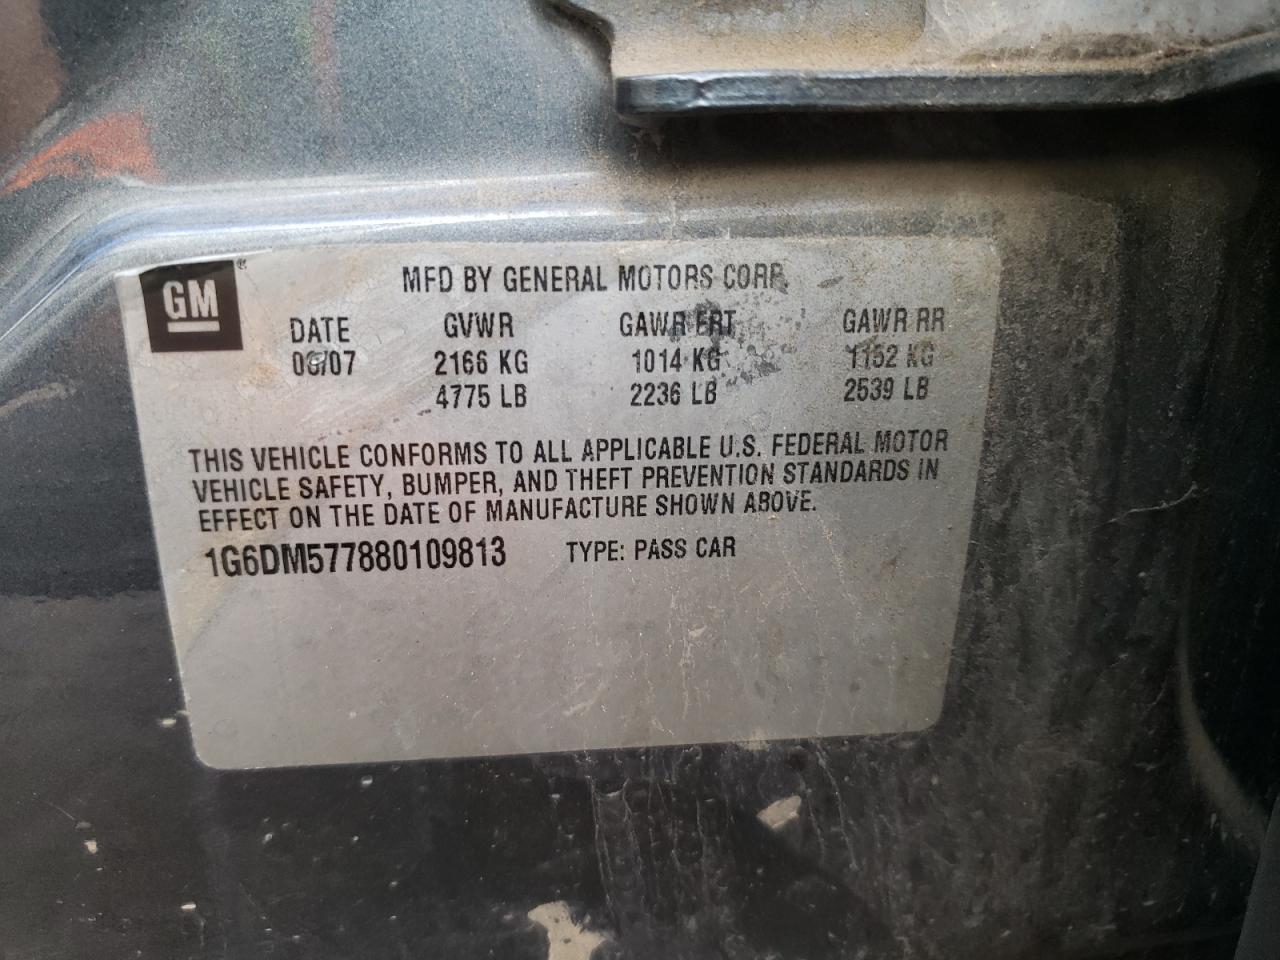 GM ®
MFD BY GENERAL MOTORS CORP.
DATE GVWR GAWR FRT GAWR RR
/07 2166 KG 1014 KG 1152 KG
4775 LB 2236 LB 2539 LB
THIS VEHICLE CONFORMS TO ALL APPLICABLE U.S. FEDERAL MOTOR
VEHICLE SAFETY, BUMPER, AND THEFT PREVENTION STANDARDS IN
EFFECT ON THE DATE OF MANUFACTURE SHOWN ABOVE.
1G6DM577880109813 TYPE: PASS CAR